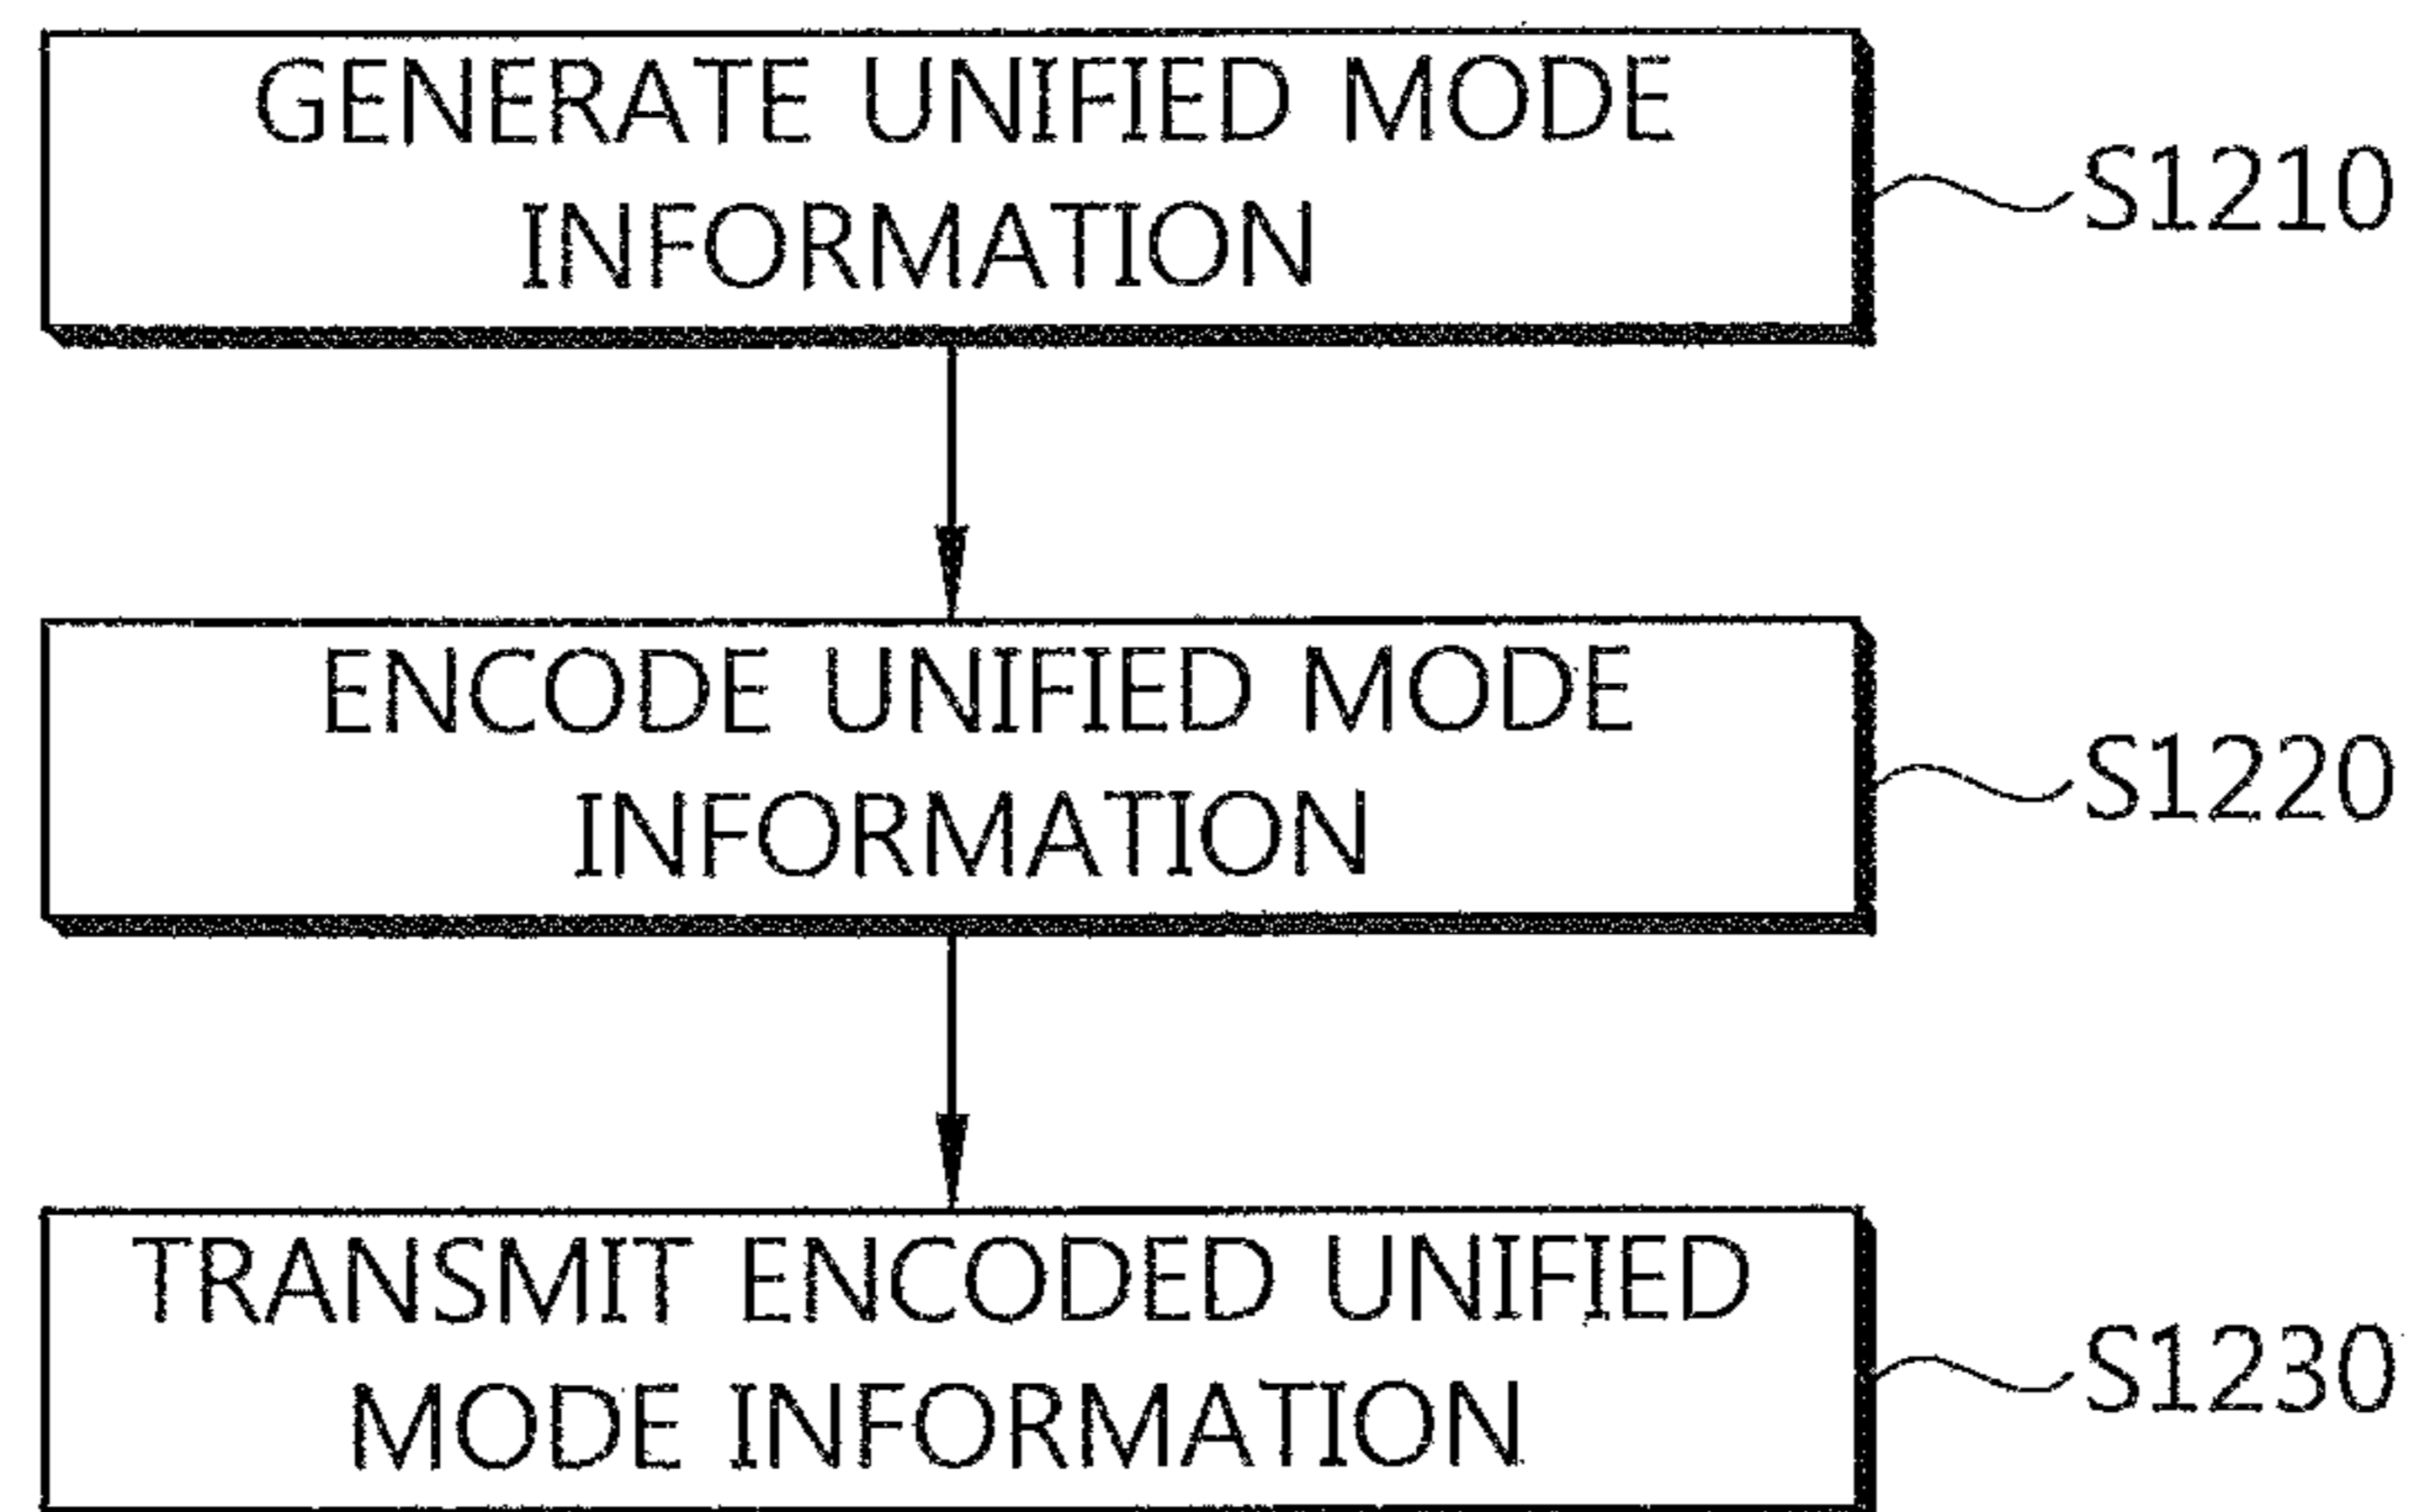 GENERATE UNIFIED MODE
INFORMATION
S1210
ENCODE UNIFIED MODE
INFORMATION
S1220
TRANSMIT ENCODED UNIFIED
MODE INFORMATION
S1230